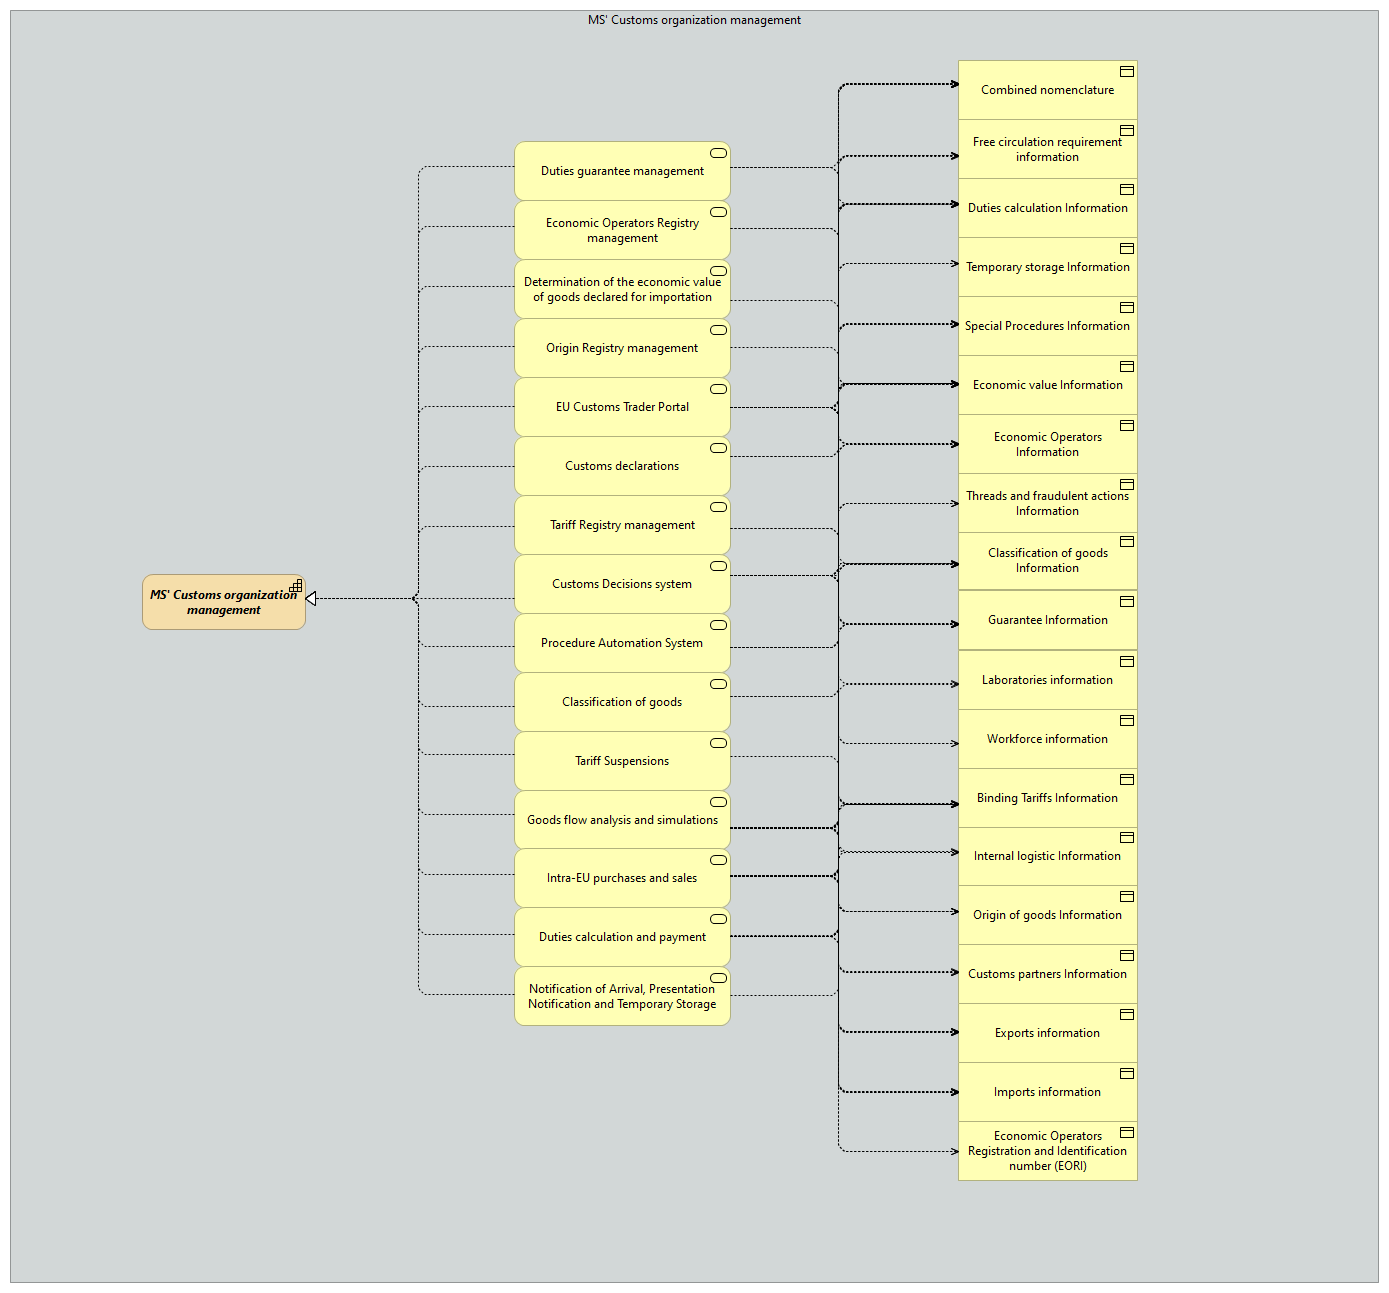 MS' Customs organization management
MS' Customs organization
management
Duties guarantee management
Economic Operators Registry
management
Determination of the economic value
of goods declared for importation
Origin Registry management
EU Customs Trader Portal
Customs declarations
Tariff Registry management
Customs Decisions system
Procedure Automation System
Classification of goods
Tariff Suspensions
Goods flow analysis and simulations
Intra-EU purchases and sales
Duties calculation and payment
Notification of Arrival, Presentation
Notification and Temporary Storage
Combined nomenclature
Free circulation requirement
information
Duties calculation Information
Temporary storage Information
Special Procedures Information
Economic value Information
Economic Operators
Information
Threads and fraudulent actions
Information
Classification of goods
Information
Guarantee Information
Laboratories information
Workforce information
Binding Tariffs Information
Internal logistic Information
Origin of goods Information
Customs partners Information
Exports information
Imports information
Economic Operators
Registration and Identification
number (EORI)